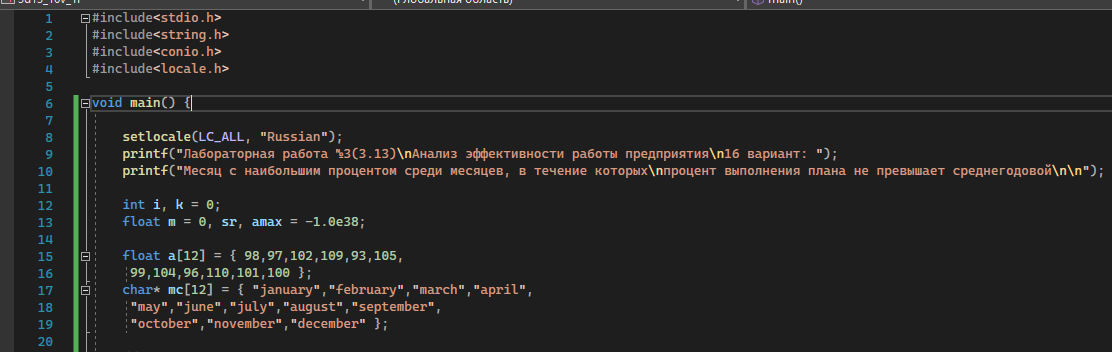 (Глобальная область)
main()
1 #include<stdio.h>
2 #include<string.h>
3 #include<conio.h>
4 #include<locale.h>
5
6 void main() {
7
8 setlocale(LC_ALL, "Russian");
9 printf("Лабораторная работа №3(3.13)\nАнализ эффективности работы предприятия\n16 вариант: ");
10 printf("Месяц с наибольшим процентом среди месяцев, в течение которых\nпроцент выполнения плана не превышает среднегодовой\n\n");
11
12 int i, k = 0;
13 float m = 0, sr, amax = -1.0e38;
14
15 float a[12] = { 98,97,102,109,93,105,
16 99,104,96,110,101,100 };
17 char* mc[12] = { "january","february","march","april",
18 "may","june","july","august","september",
19 "october","november","december" };
20